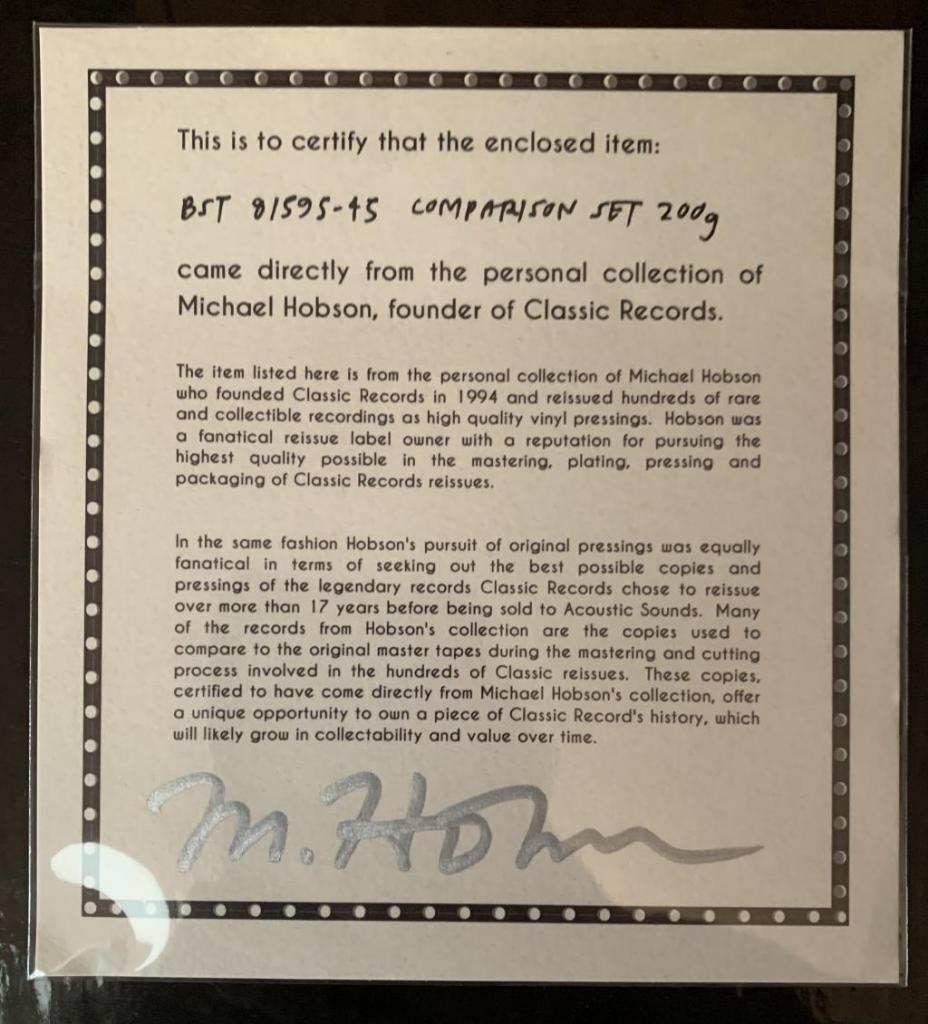 This is to certify that the enclosed item:
BST 81595-45 COMPARISON SET 200g
came directly from the personal collection of
Michael Hobson, founder of Classic Records.
The item listed here is from the personal collection of Michael Hobson
who founded Classic Records in 1994 and reissued hundreds of rare
and collectible recordings as high quality vinyl pressings. Hobson was
a fanatical reissue label owner with a reputation for pursuing the
highest quality possible in the mastering, plating, pressing and
packaging of Classic Records reissues.
In the same fashion Hobson's pursuit of original pressings was equally
fanatical in terms of seeking out the best possible copies and
pressings of the legendary records Classic Records chose to reissue
over more than 17 years before being sold to Acoustic Sounds. Many
of the records from Hobson's collection are the copies used to
compare to the original master tapes during the mastering and cutting
process involved in the hundreds of Classic reissues. These copies,
certified to have come directly from Michael Hobson's collection, offer
a unique opportunity to own a piece of Classic Record's history, which
will likely grow in collectability and value over time.